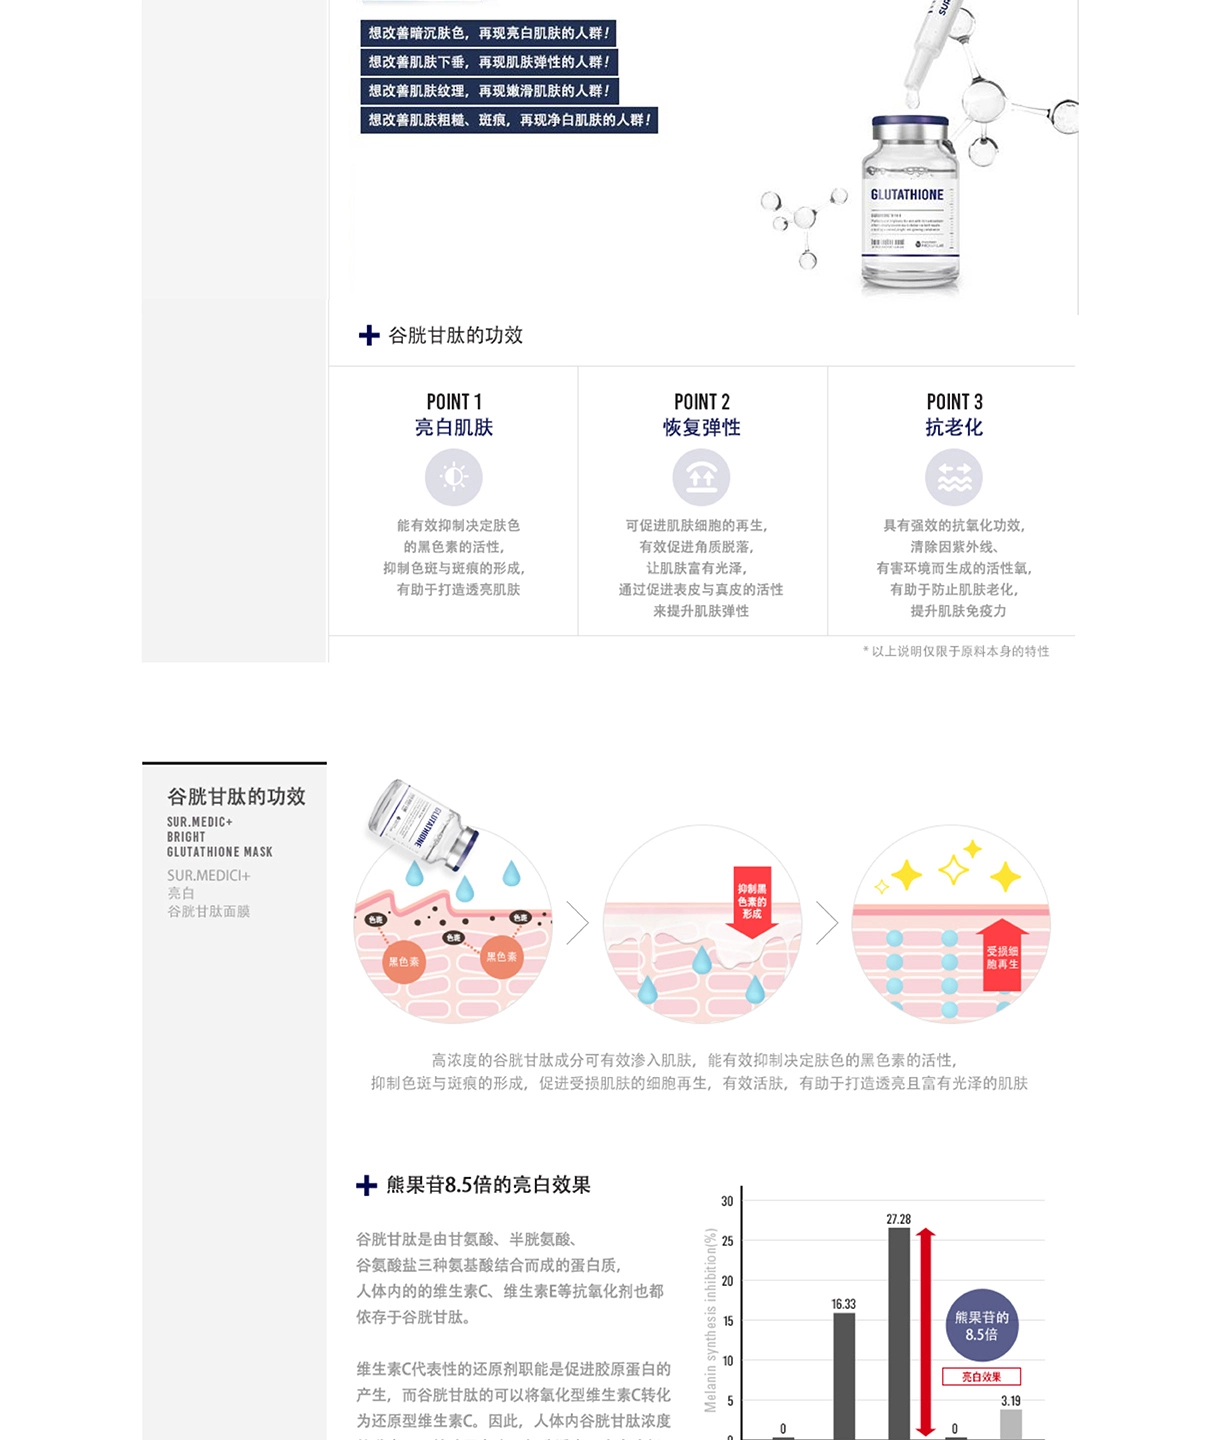 想改善暗沉肤色，再现亮白肌肤的人群！
想改善肌肤下垂，再现肌肤弹性的人群！
想改善肌肤纹理，再现嫩滑肌肤的人群！
想改善肌肤粗糙、斑痕，再现净白肌肤的人群！
SUR
GLUTATHIONE
谷胱甘肽的功效
POINT 1
亮白肌肤
能有效抑制决定肤色
的黑色素的活性，
抑制色斑与斑痕的形成，
有助于打造透亮肌肤
POINT 2
恢复弹性
可促进肌肤细胞的再生，
有效促进角质脱落，
让肌肤富有光泽，
通过促进表皮与真皮的活性
来提升肌肤弹性
POINT 3
抗老化
具有强效的抗氧化功效，
清除因紫外线、
有害环境而生成的活性氧，
有助于防止肌肤老化，
提升肌肤免疫力
* 以上说明仅限于原料本身的特性
谷胱甘肽的功效
SUR.MEDIC+
BRIGHT
GLUTATHIONE MASK
SUR.MEDICI+
亮白
谷胱甘肽面膜
GLUTATHIONE
色斑
色斑
色斑
黑色素
黑色素
抑制黑
色素的
形成
受损细
胞再生
高浓度的谷胱甘肽成分可有效渗入肌肤，能有效抑制决定肤色的黑色素的活性，
抑制色斑与斑痕的形成，促进受损肌肤的细胞再生，有效活肤，有助于打造透亮且富有光泽的肌肤
熊果苷8.5倍的亮白效果
谷胱甘肽是由甘氨酸、半胱氨酸、
谷氨酸盐三种氨基酸结合而成的蛋白质，
人体内的的维生素C、维生素E等抗氧化剂也都
依存于谷胱甘肽。
维生素C代表性的还原剂职能是促进胶原蛋白的
产生，而谷胱甘肽的可以将氧化型维生素C转化
为还原型维生素C。因此，人体内谷胱甘肽浓度
Melanin synthesis inhibition(%)
30
25
20
15
10
5
0
0
16.33
27.28
0
3.19
熊果苷的
8.5倍
亮白效果